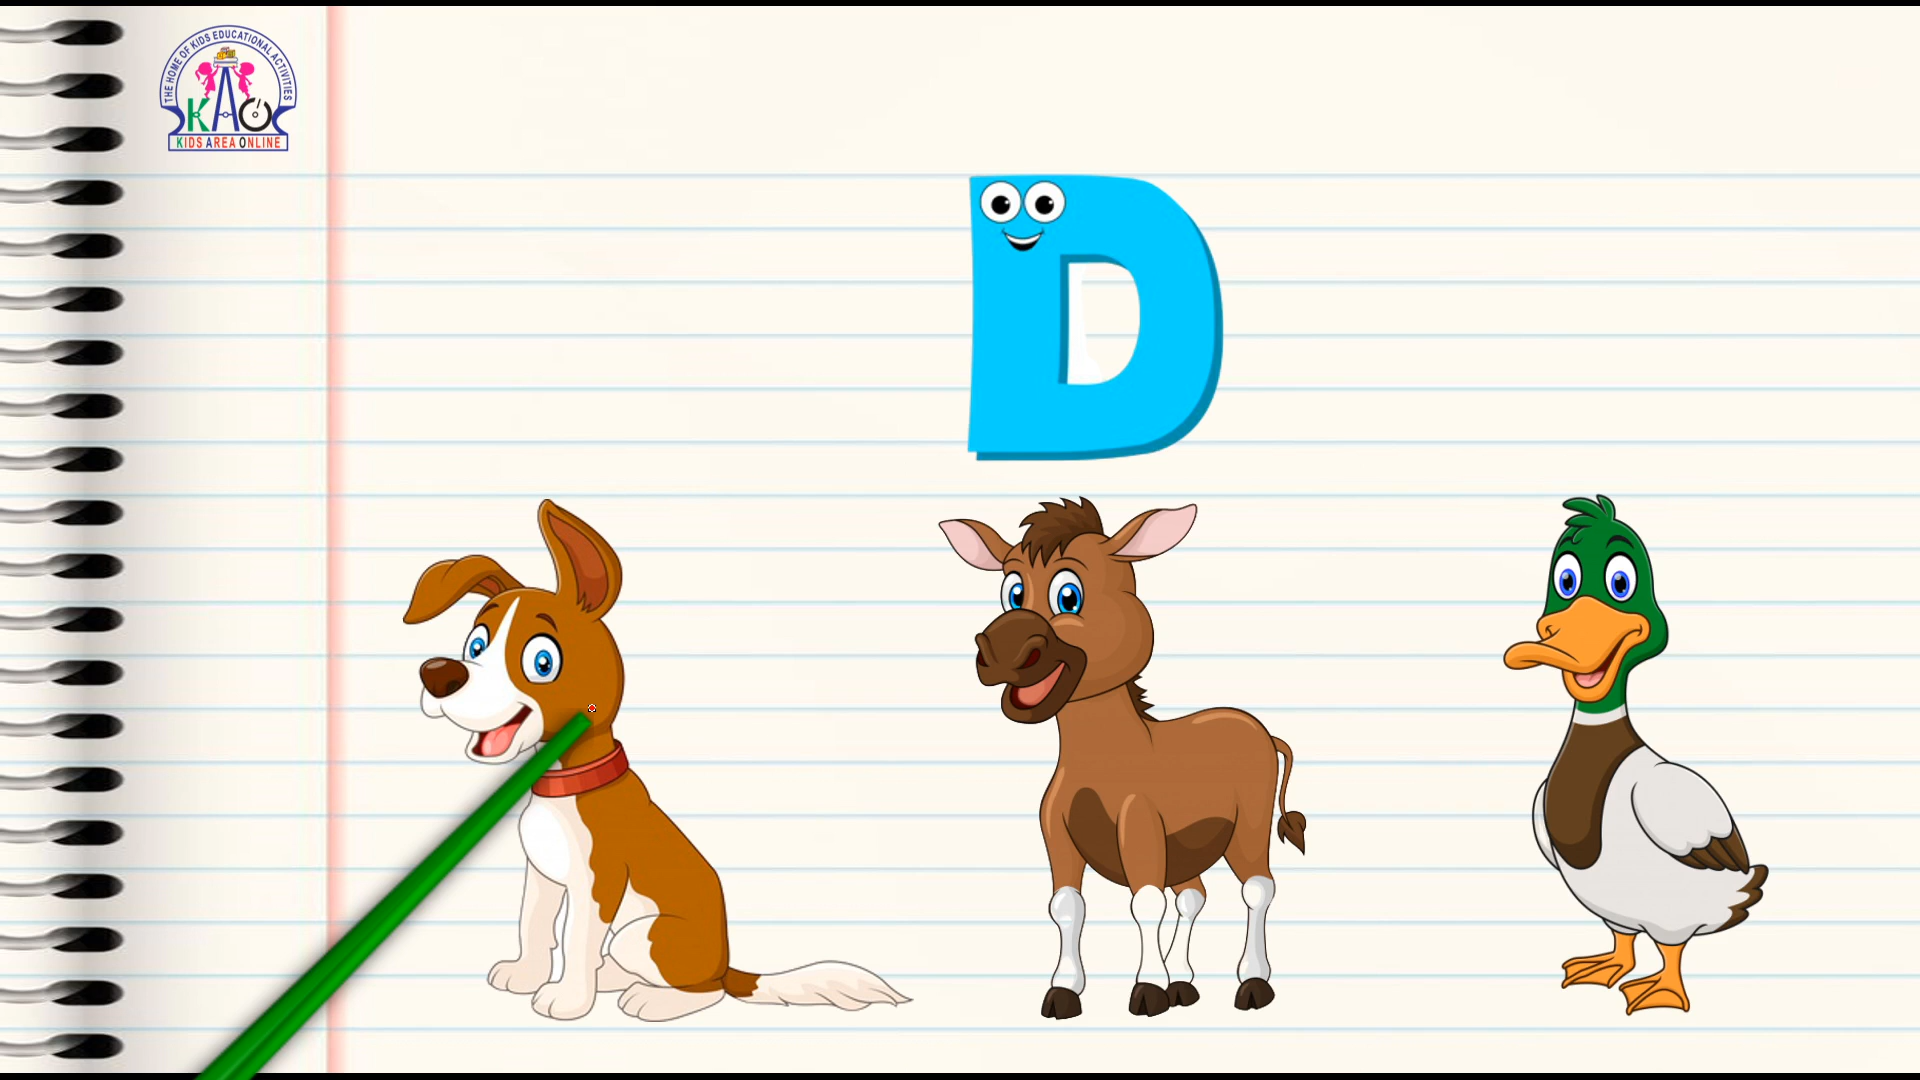 THE HOME OF KIDS EDUCATIONAL ACTIVITIES
KAO
KIDS AREA ONLINE
D